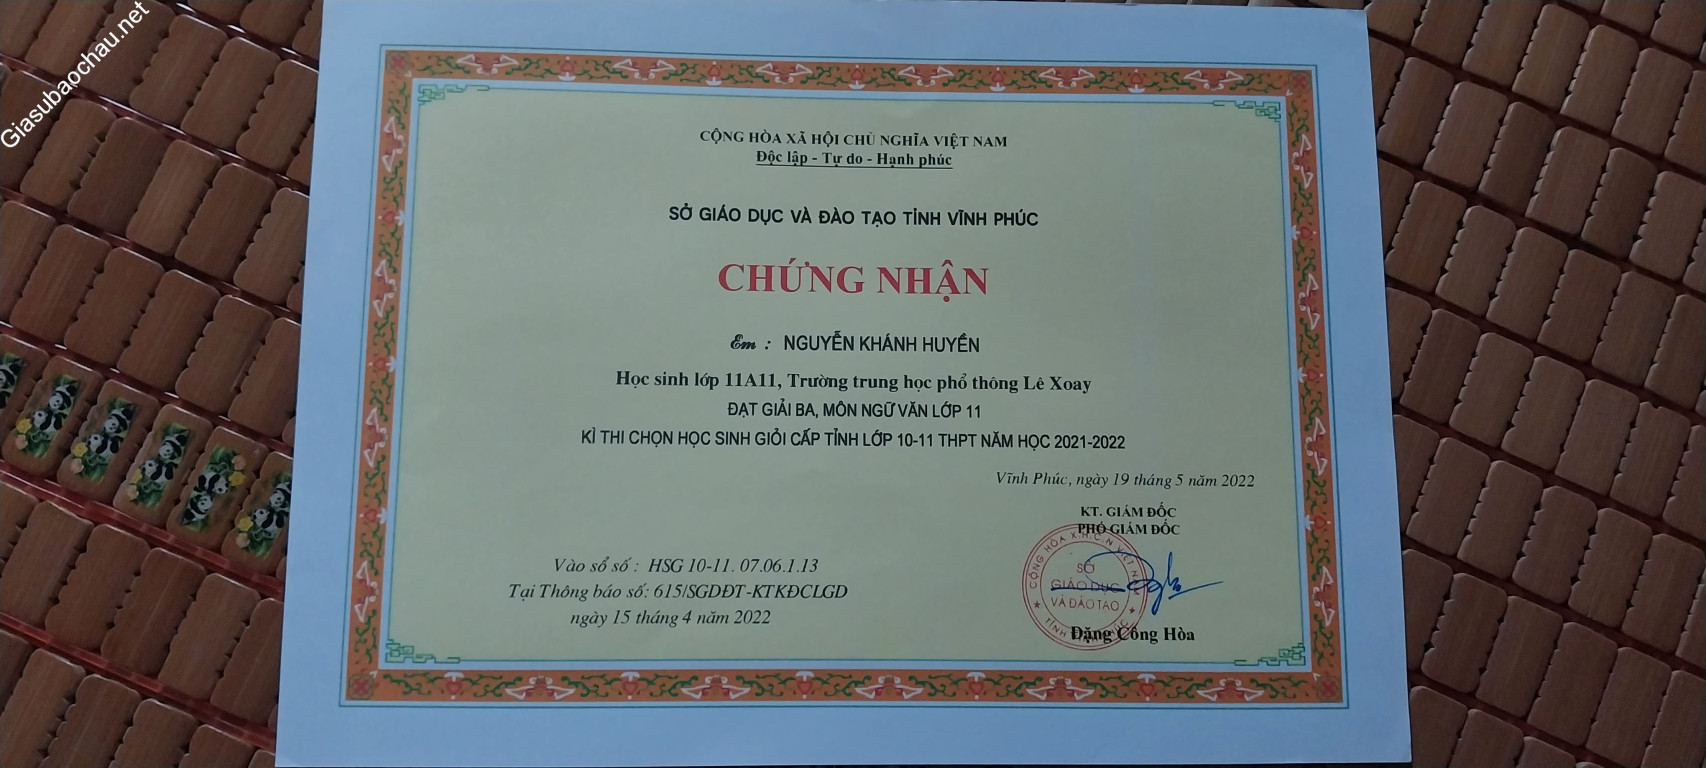 Giasubaochau.net
CỘNG HÒA XÃ HỘI CHỦ NGHĨA VIỆT NAM
Độc lập - Tự do - Hạnh phúc
SỞ GIÁO DỤC VÀ ĐÀO TẠO TỈNH VĨNH PHÚC
CHỨNG NHẬN
Em : NGUYỄN KHÁNH HUYỀN
Học sinh lớp 11A11, Trường trung học phổ thông Lê Xoay
ĐẠT GIẢI BA, MÔN NGỮ VĂN LỚP 11
KÌ THI CHỌN HỌC SINH GIỎI CẤP TỈNH LỚP 10-11 THPT NĂM HỌC 2021-2022
Vĩnh Phúc, ngày 19 tháng 5 năm 2022
KT. GIÁM ĐỐC
PHÓ GIÁM ĐỐC
CỘNG HÒA X.H.C.N VIỆT NAM
SỞ
GIÁO DỤC
VÀ ĐÀO TẠO
TỈNH
Đặng Công Hòa
Vào sổ số : HSG 10-11. 07.06.1.13
Tại Thông báo số: 615/SGDĐT-KTKĐCLGD
ngày 15 tháng 4 năm 2022